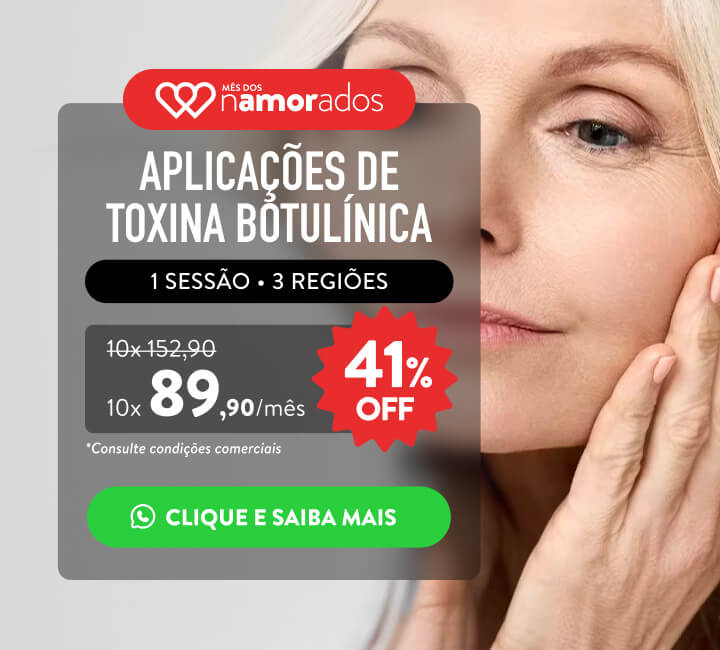 MÊS DOS
nAMORados
APLICAÇÕES DE
TOXINA BOTULÍNICA
1 SESSÃO • 3 REGIÕES
10x 152,90
10x 89,90/mês
41%
OFF
*Consulte condições comerciais
CLIQUE E SAIBA MAIS